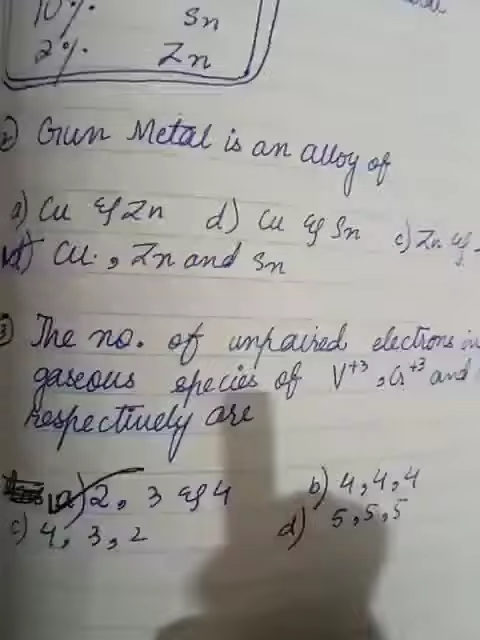 10%. Sn
2%. Zn
2) Gun Metal is an alloy of
a) Cu & Zn d) Cu & Sn c) Zn &
Cu, Zn and Sn
3) The no. of unpaired electrons in
gaseous species of V+3, Cr+3 and
respectively are
a) 2, 3 & 4 b) 4, 4, 4
c) 4, 3, 2 d) 5, 5, 5